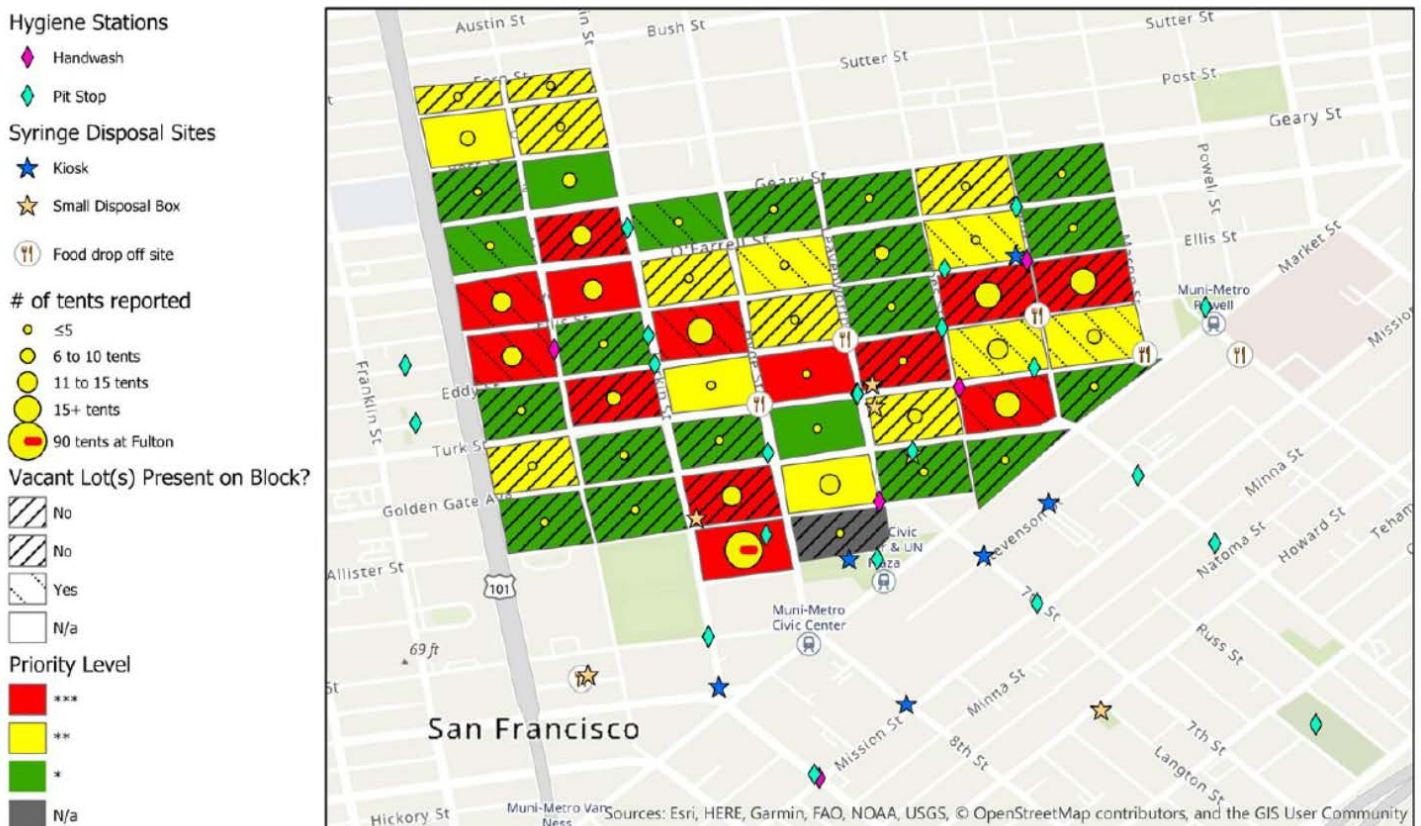 Hygiene Stations
Handwash
Pit Stop
Syringe Disposal Sites
Kiosk
Small Disposal Box
Food drop off site
# of tents reported
≤5
6 to 10 tents
11 to 15 tents
15+ tents
90 tents at Fulton
Vacant Lot(s) Present on Block?
No
No
Yes
N/a
Priority Level
***
**
*
N/a
Austin St
Bush St
Sutter St
Sutter St
Post St
Geary St
Geary St
O'Farrell St
Powell St
Ellis St
Market St
Mission
Muni-Metro
Powell
Franklin St
Eddy
Turk St
Golden Gate Ave
Allister St
101
Civic
& UN
Plaza
Stevenson
Muni-Metro
Civic Center
7th St
Minna St
Natoma St
Howard St
Russ St
69 ft
San Francisco
Mission St
Minna St
8th St
7th St
Langton St
Hickory St
Muni-Metro Van
Ness
Sources: Esri, HERE, Garmin, FAO, NOAA, USGS, © OpenStreetMap contributors, and the GIS User Community